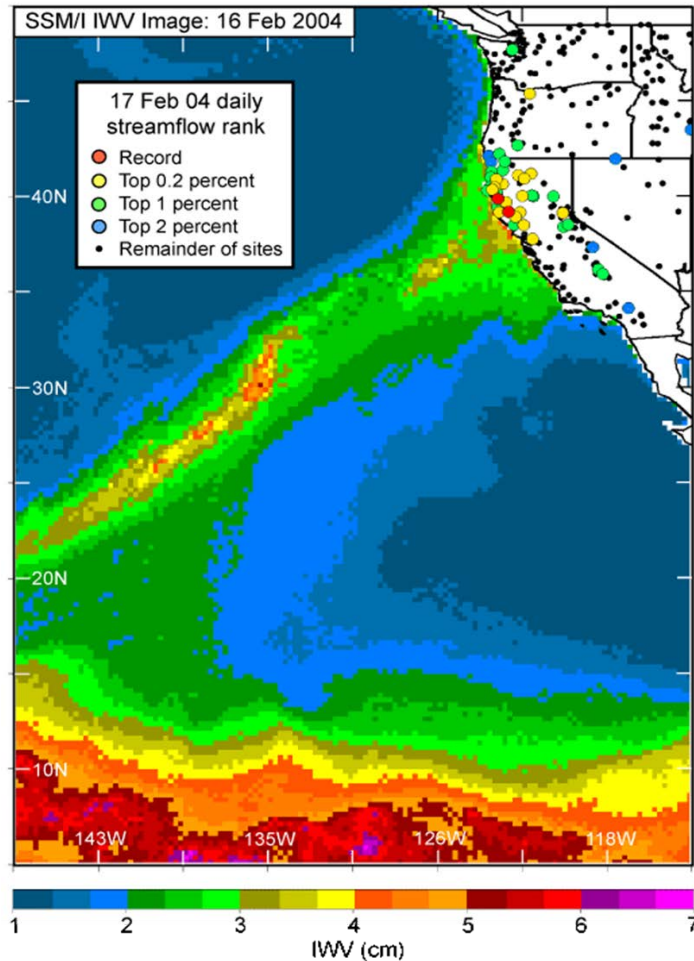 SSM/I IWV Image: 16 Feb 2004
17 Feb 04 daily
streamflow rank
Record
Top 0.2 percent
Top 1 percent
Top 2 percent
Remainder of sites
40N
30N
20N
10N
143W 135W 126W 118W
1 2 3 4 5 6 7
IWV (cm)